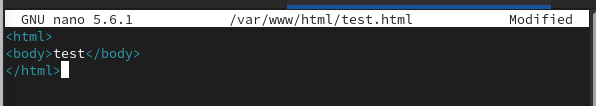 GNU nano 5.6.1 /var/www/html/test.html Modified
<html>
<body>test</body>
</html>